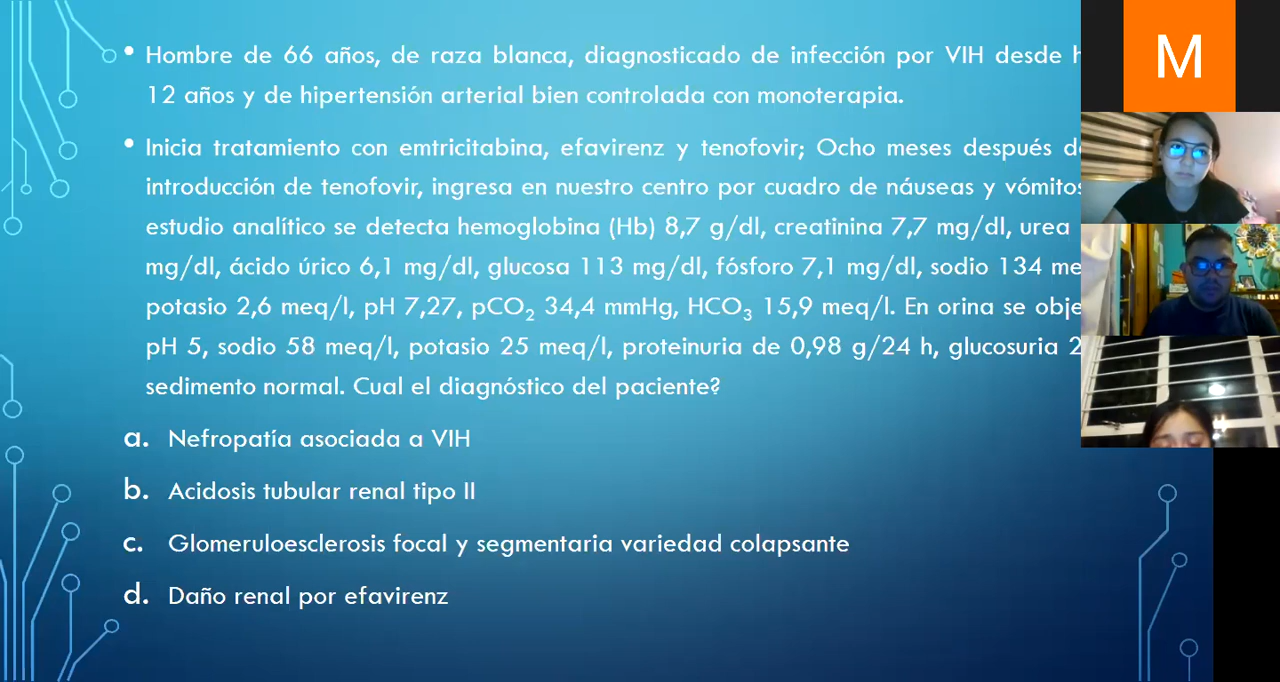 • Hombre de 66 años, de raza blanca, diagnosticado de infección por VIH desde
12 años y de hipertensión arterial bien controlada con monoterapia.
• Inicia tratamiento con emtricitabina, efavirenz y tenofovir; Ocho meses después
introducción de tenofovir, ingresa en nuestro centro por cuadro de náuseas y vómitos
estudio analítico se detecta hemoglobina (Hb) 8,7 g/dl, creatinina 7,7 mg/dl, urea
mg/dl, ácido úrico 6,1 mg/dl, glucosa 113 mg/dl, fósforo 7,1 mg/dl, sodio 134
potasio 2,6 meq/l, pH 7,27, pCO₂ 34,4 mmHg, HCO₃ 15,9 meq/l. En orina se
pH 5, sodio 58 meq/l, potasio 25 meq/l, proteinuria de 0,98 g/24 h, glucosuria
sedimento normal. Cual el diagnóstico del paciente?
a. Nefropatía asociada a VIH
b. Acidosis tubular renal tipo II
c. Glomeruloesclerosis focal y segmentaria variedad colapsante
d. Daño renal por efavirenz
M